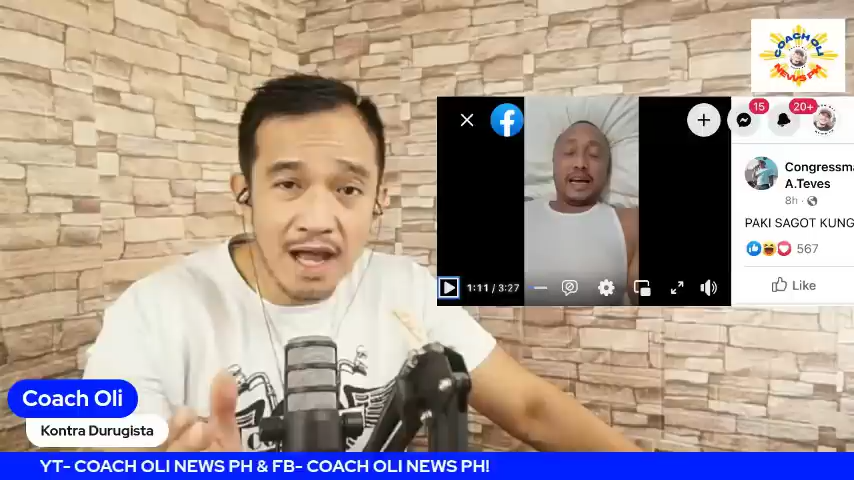 COACH OLI
NEWS PH
15
20+
Congressma
A.Teves
8h
PAKI SAGOT KUNG
567
Like
1:11 / 3:27
Coach Oli
Kontra Durugista
YT- COACH OLI NEWS PH & FB- COACH OLI NEWS PH!